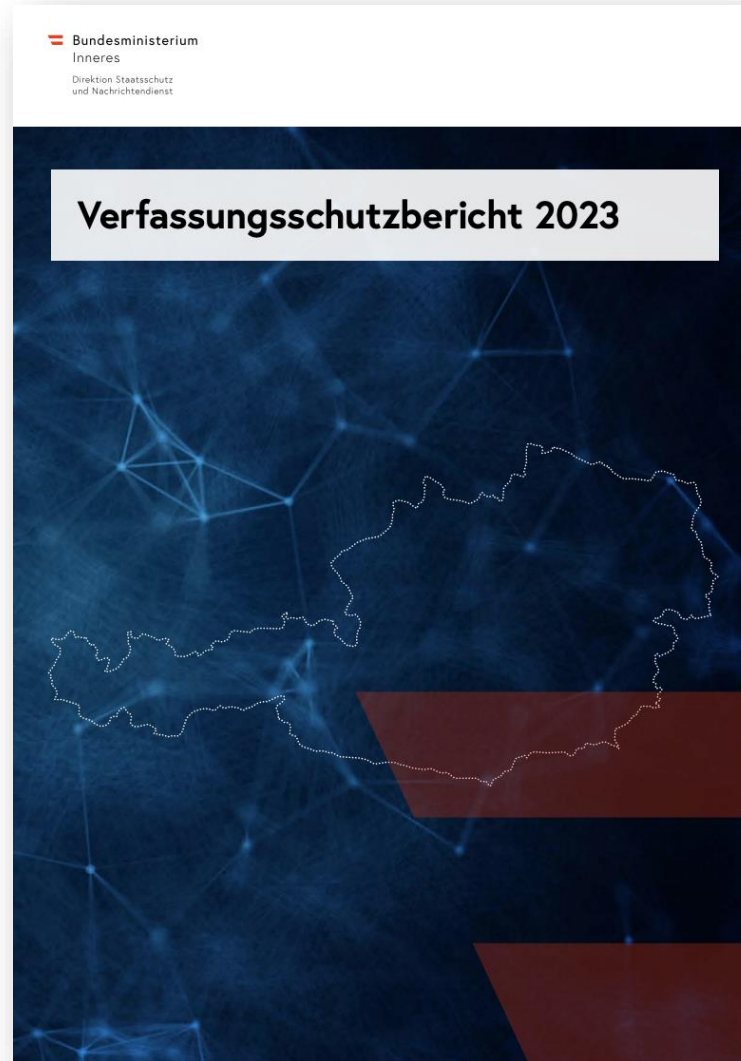 Bundesministerium
Inneres
Direktion Staatsschutz
und Nachrichtendienst
Verfassungsschutzbericht 2023